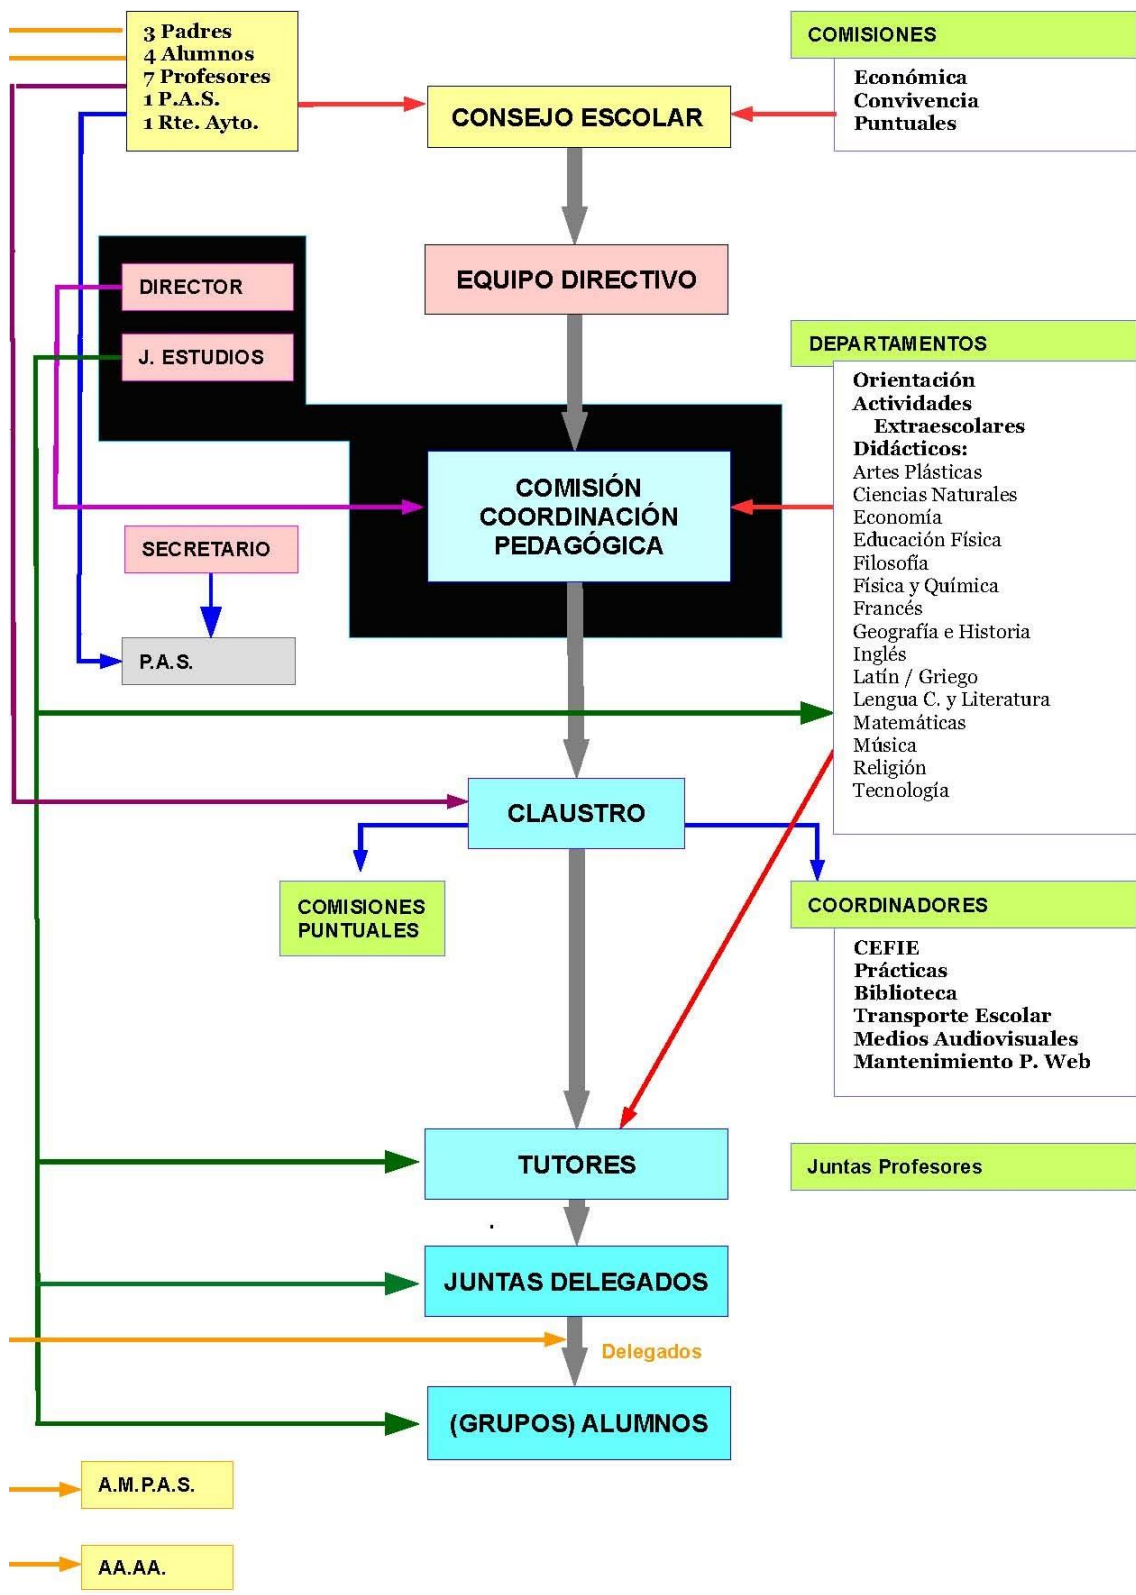 3 Padres
4 Alumnos
7 Profesores
1 P.A.S.
1 Rte. Ayto.
CONSEJO ESCOLAR
COMISIONES
Económica
Convivencia
Puntuales
EQUIPO DIRECTIVO
DIRECTOR
J. ESTUDIOS
DEPARTAMENTOS
Orientación
Actividades
Extraescolares
Didácticos:
Artes Plásticas
Ciencias Naturales
Economía
Educación Física
Filosofía
Física y Química
Francés
Geografía e Historia
Inglés
Latín / Griego
Lengua C. y Literatura
Matemáticas
Música
Religión
Tecnología
COMISIÓN
COORDINACIÓN
PEDAGÓGICA
SECRETARIO
P.A.S.
CLAUSTRO
COMISIONES
PUNTUALES
COORDINADORES
CEFIE
Prácticas
Biblioteca
Transporte Escolar
Medios Audiovisuales
Mantenimiento P. Web
TUTORES
Juntas Profesores
JUNTAS DELEGADOS
Delegados
(GRUPOS) ALUMNOS
A.M.P.A.S.
AA.AA.